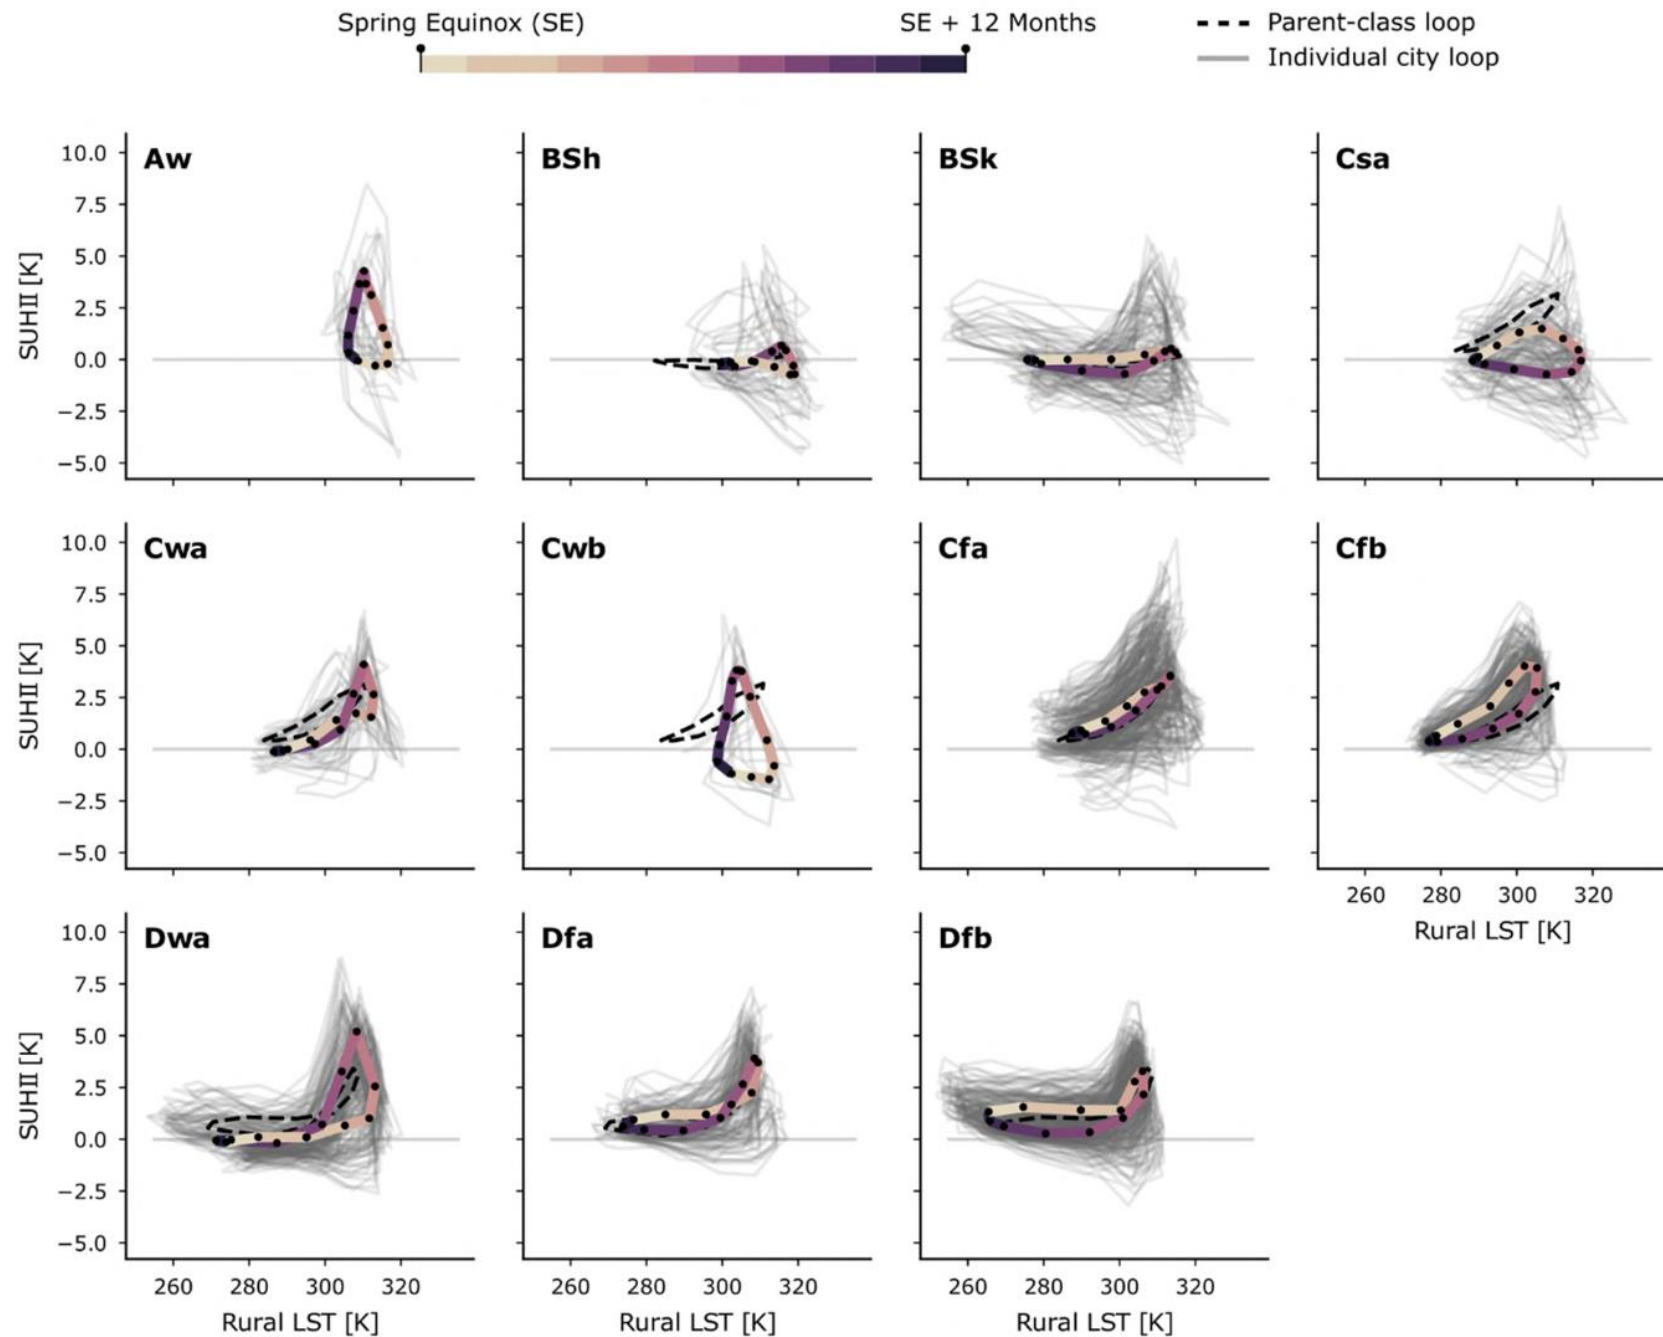 Spring Equinox (SE)
SE + 12 Months
Parent-class loop
Individual city loop
SUHII [K]
10.0
7.5
5.0
2.5
0.0
−2.5
−5.0
Aw
BSh
BSk
Csa
SUHII [K]
10.0
7.5
5.0
2.5
0.0
−2.5
−5.0
Cwa
Cwb
Cfa
Cfb
260 280 300 320
Rural LST [K]
SUHII [K]
10.0
7.5
5.0
2.5
0.0
−2.5
−5.0
Dwa
Dfa
Dfb
260 280 300 320
260 280 300 320
260 280 300 320
Rural LST [K]
Rural LST [K]
Rural LST [K]